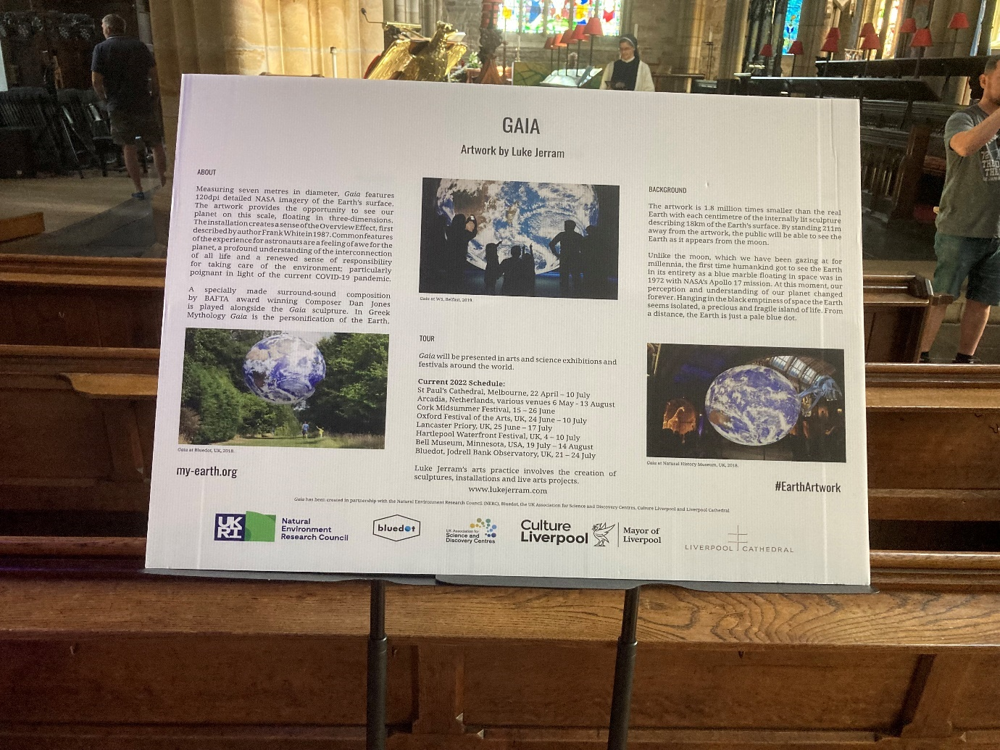 GAIA
Artwork by Luke Jerram
ABOUT
Measuring seven metres in diameter, Gaia features
120dpi detailed NASA imagery of the Earth's surface.
The artwork provides the opportunity to see our
planet on this scale, floating in three-dimensions.
The installation creates a sense of the Overview Effect, first
described by author Frank White in 1987. Common features
of the experience for astronauts are a feeling of awe for the
planet, a profound understanding of the interconnection
of all life and a renewed sense of responsibility
for taking care of the environment; particularly
poignant in light of the current COVID-19 pandemic.
A specially made surround-sound composition
by BAFTA award winning Composer Dan Jones
is played alongside the Gaia sculpture. In Greek
Mythology Gaia is the personification of the Earth.
Gaia at Bluedot, UK, 2018.
my-earth.org
Gaia at W5, Belfast, 2019.
TOUR
Gaia will be presented in arts and science exhibitions and
festivals around the world.
Current 2022 Schedule:
St Paul's Cathedral, Melbourne, 22 April – 10 July
Arcadia, Netherlands, various venues 6 May - 13 August
Cork Midsummer Festival, 15 – 26 June
Oxford Festival of the Arts, UK, 24 June – 10 July
Lancaster Priory, UK, 25 June – 17 July
Hartlepool Waterfront Festival, UK, 4 – 10 July
Bell Museum, Minnesota, USA, 19 July – 14 August
Bluedot, Jodrell Bank Observatory, UK, 21 – 24 July
Luke Jerram's arts practice involves the creation of
sculptures, installations and live arts projects.
www.lukejerram.com
BACKGROUND
The artwork is 1.8 million times smaller than the real
Earth with each centimetre of the internally lit sculpture
describing 18km of the Earth's surface. By standing 211m
away from the artwork, the public will be able to see the
Earth as it appears from the moon.
Unlike the moon, which we have been gazing at for
millennia, the first time humankind got to see the Earth
in its entirety as a blue marble floating in space was in
1972 with NASA's Apollo 17 mission. At this moment, our
perception and understanding of our planet changed
forever. Hanging in the black emptiness of space the Earth
seems isolated, a precious and fragile island of life. From
a distance, the Earth is just a pale blue dot.
Gaia at Natural History Museum, UK, 2018.
#EarthArtwork
Gaia has been created in partnership with the Natural Environment Research Council (NERC), Bluedot, the UK Association for Science and Discovery Centres, Culture Liverpool and Liverpool Cathedral.
UK
RI
Natural
Environment
Research Council
bluedot
UK Association for
Science and
Discovery Centres
Culture
Liverpool
Mayor of
Liverpool
LIVERPOOL CATHEDRAL